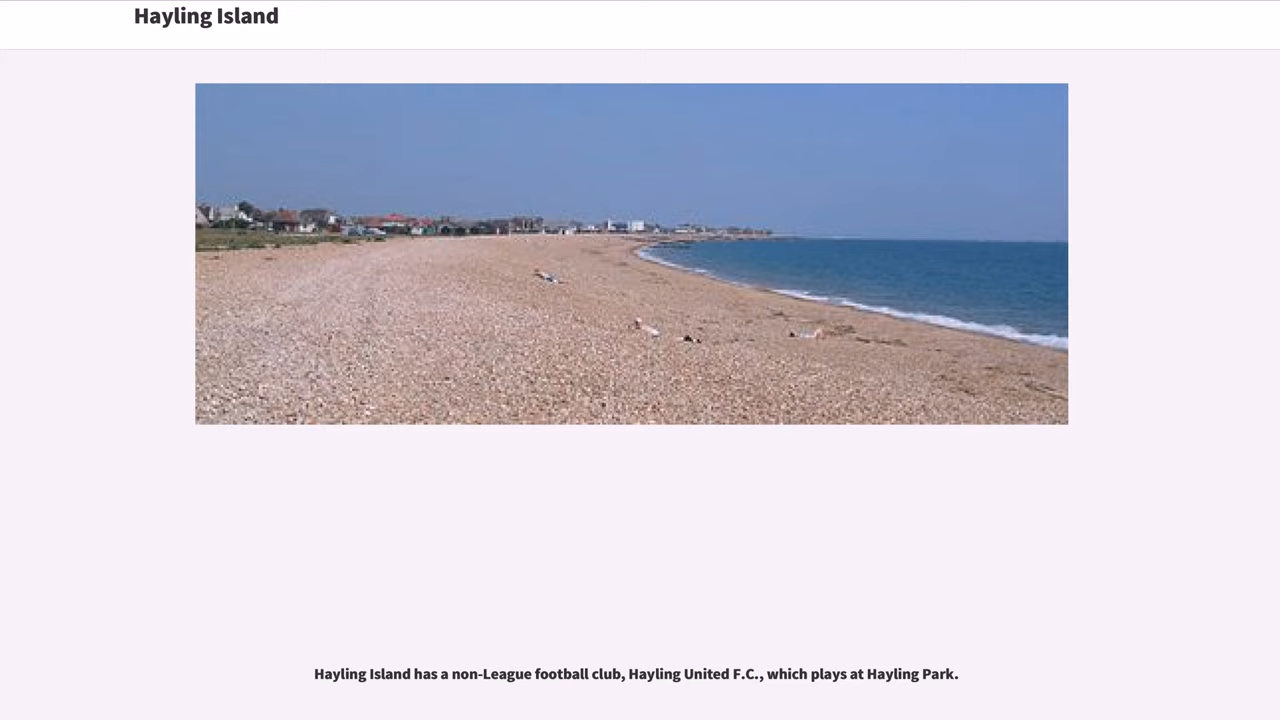 Hayling Island
Hayling Island has a non-League football club, Hayling United F.C., which plays at Hayling Park.